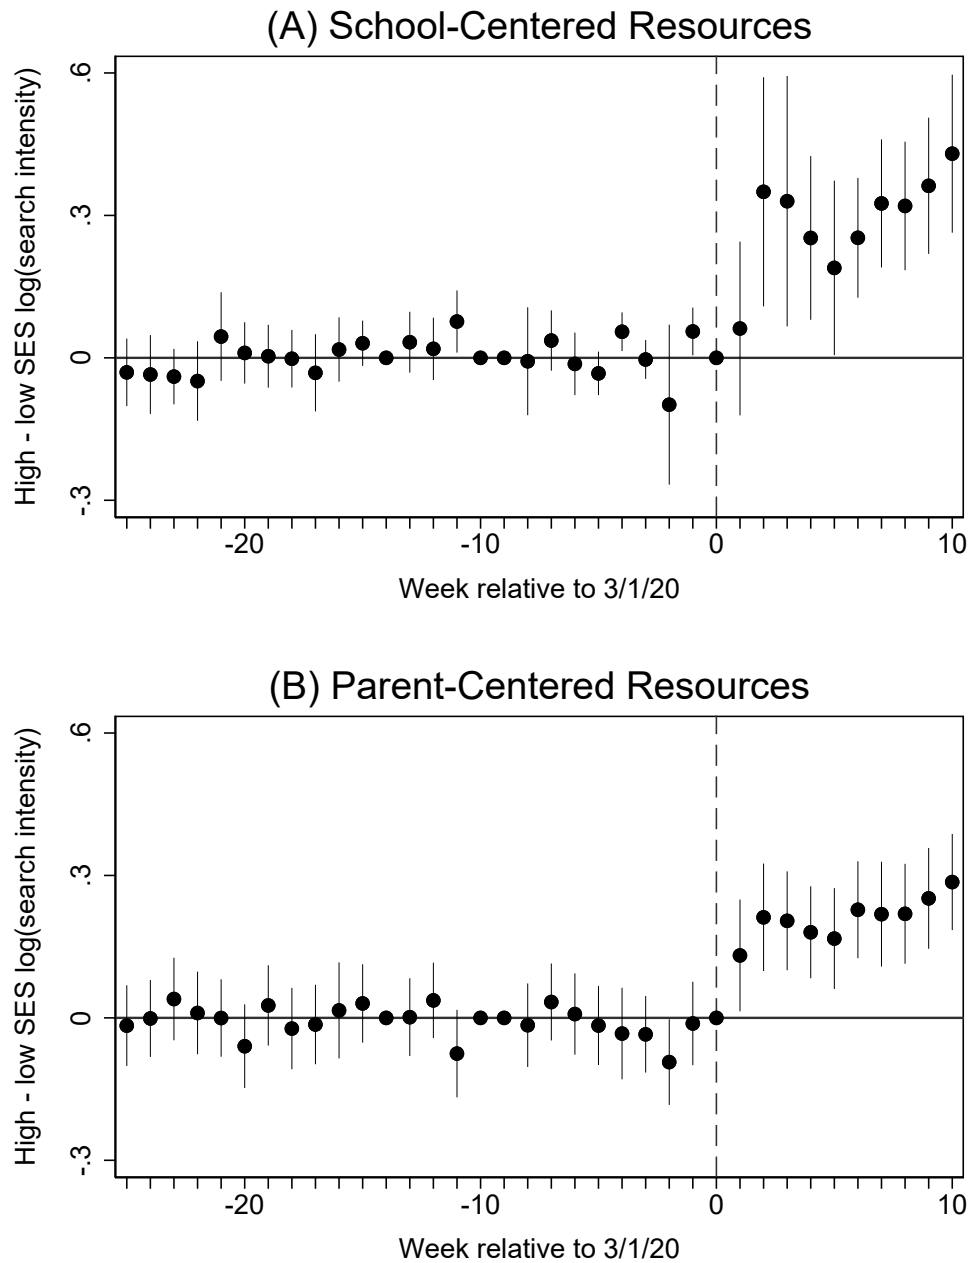 (A) School-Centered Resources
High - low SES log(search intensity)
.6
.3
0
-.3
-20
-10
0
10
Week relative to 3/1/20
(B) Parent-Centered Resources
High - low SES log(search intensity)
.6
.3
0
-.3
-20
-10
0
10
Week relative to 3/1/20